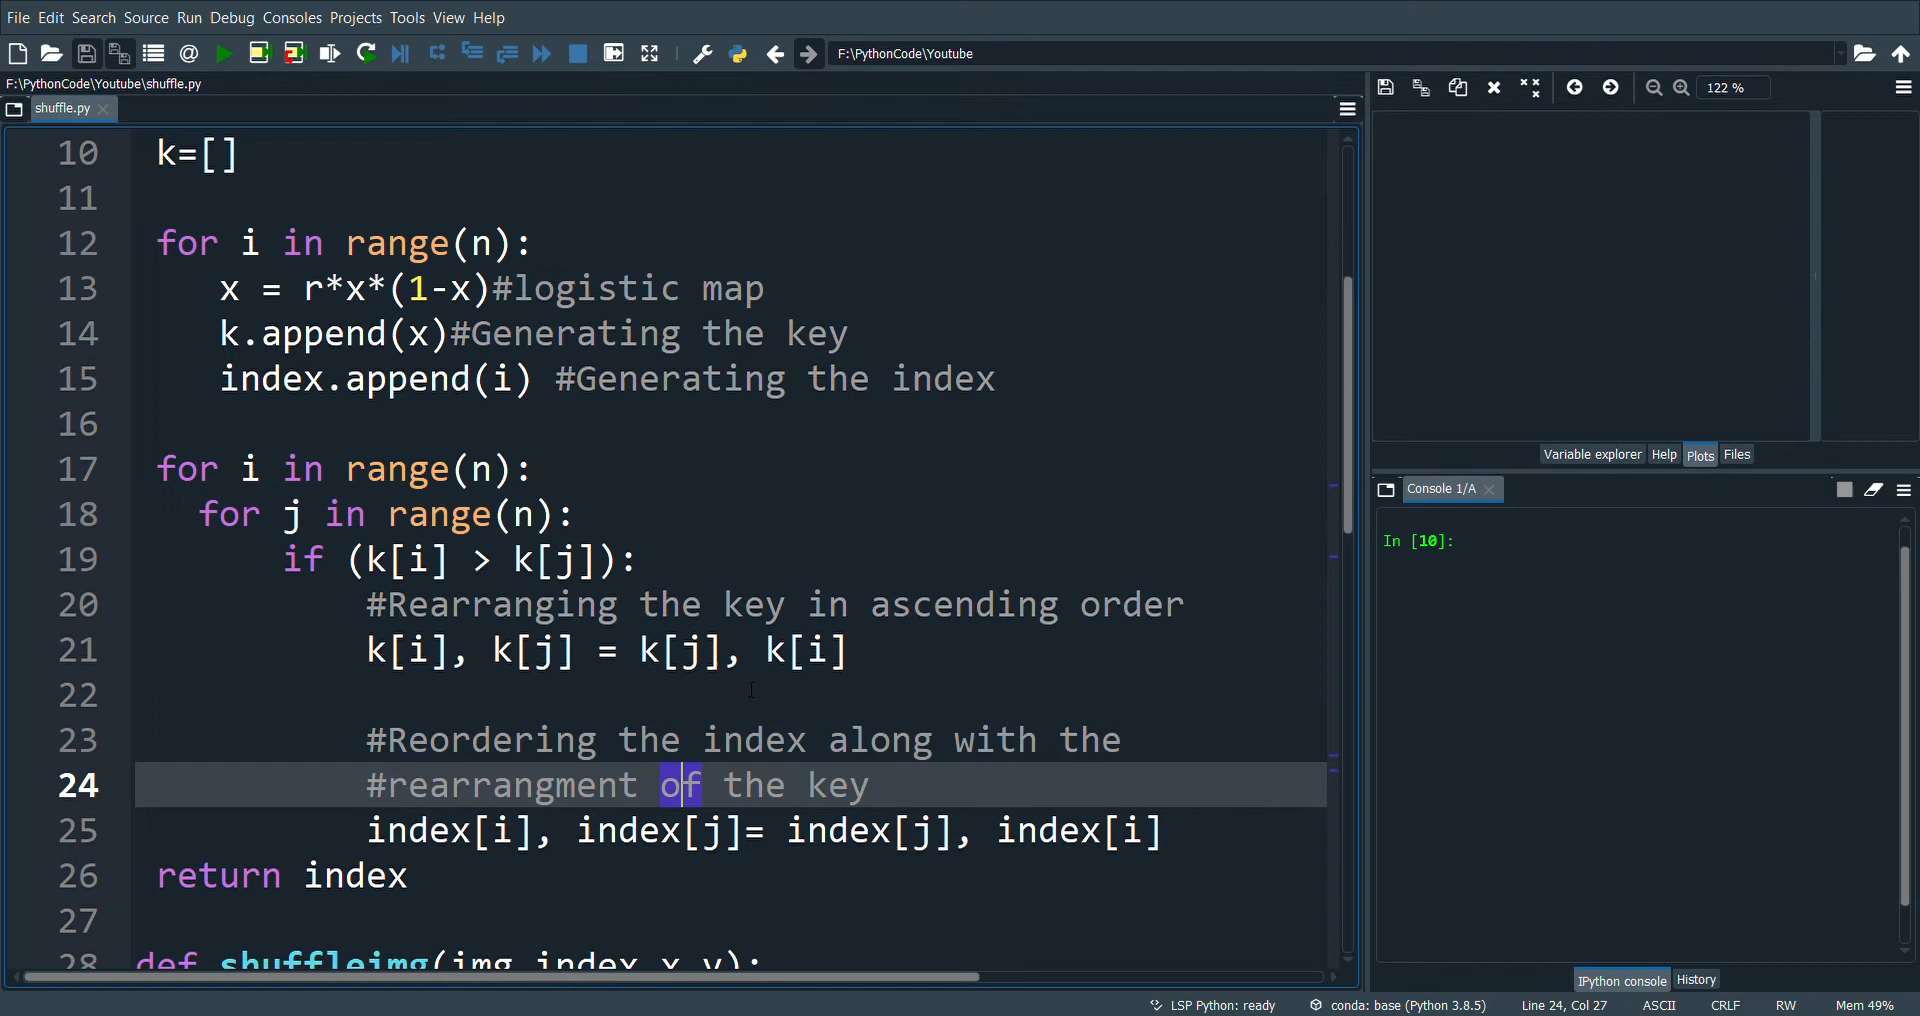 File Edit Search Source Run Debug Consoles Projects Tools View Help
F:\PythonCode\Youtube
F:\PythonCode\Youtube\shuffle.py
122 %
shuffle.py
10 k=[]
11
12 for i in range(n):
13 x = r*x*(1-x)#logistic map
14 k.append(x)#Generating the key
15 index.append(i) #Generating the index
16
17 for i in range(n):
18 for j in range(n):
19 if (k[i] > k[j]):
20 #Rearranging the key in ascending order
21 k[i], k[j] = k[j], k[i]
22
23 #Reordering the index along with the
24 #rearrangment of the key
25 index[i], index[j]= index[j], index[i]
26 return index
27
28 def shuffleimg(img,index,x,y):
Variable explorer Help Plots Files
Console 1/A
In [10]:
IPython console History
LSP Python: ready conda: base (Python 3.8.5) Line 24, Col 27 ASCII CRLF RW Mem 49%